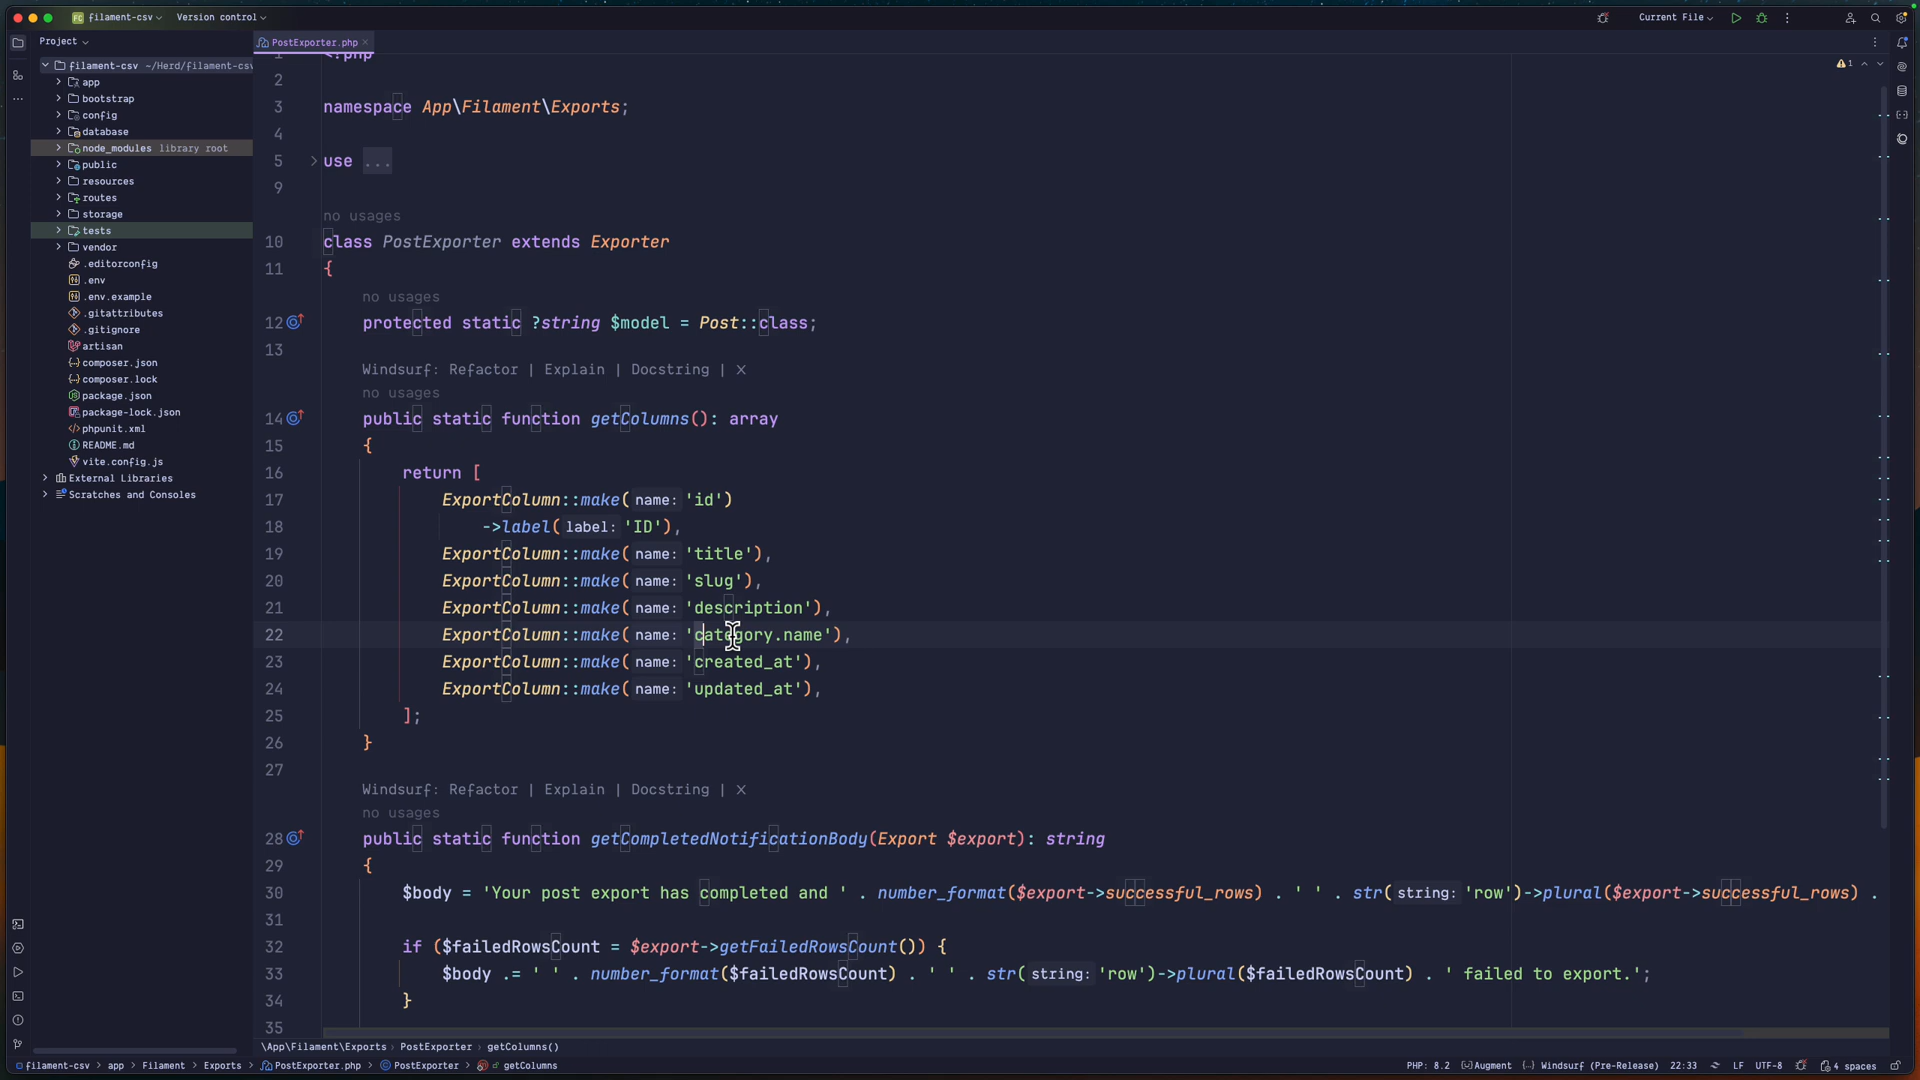 FC filament-csv
Version control
Current File
Project
PostExporter.php
filament-csv ~/Herd/filament-csv
app
bootstrap
config
database
node_modules library root
public
resources
routes
storage
tests
vendor
.editorconfig
.env
.env.example
.gitattributes
.gitignore
artisan
composer.json
composer.lock
package.json
package-lock.json
phpunit.xml
README.md
vite.config.js
External Libraries
Scratches and Consoles
1
1 <?php
2
3 namespace App\Filament\Exports;
4
5 use ...
9
no usages
10 class PostExporter extends Exporter
11 {
no usages
12 protected static ?string $model = Post::class;
13
Windsurf: Refactor | Explain | Docstring | X
no usages
14 public static function getColumns(): array
15 {
16 return [
17 ExportColumn::make( name: 'id')
18 ->label( label: 'ID'),
19 ExportColumn::make( name: 'title'),
20 ExportColumn::make( name: 'slug'),
21 ExportColumn::make( name: 'description'),
22 ExportColumn::make( name: 'category.name'),
23 ExportColumn::make( name: 'created_at'),
24 ExportColumn::make( name: 'updated_at'),
25 ];
26 }
27
Windsurf: Refactor | Explain | Docstring | X
no usages
28 public static function getCompletedNotificationBody(Export $export): string
29 {
30 $body = 'Your post export has completed and ' . number_format($export->successful_rows) . ' ' . str( string: 'row')->plural($export->successful_rows) .
31
32 if ($failedRowsCount = $export->getFailedRowsCount()) {
33 $body .= ' ' . number_format($failedRowsCount) . ' ' . str( string: 'row')->plural($failedRowsCount) . ' failed to export.';
34 }
35
\App\Filament\Exports PostExporter getColumns()
filament-csv app Filament Exports PostExporter.php PostExporter getColumns
PHP: 8.2 Augment {..} Windsurf (Pre-Release) 22:33 LF UTF-8 4 spaces